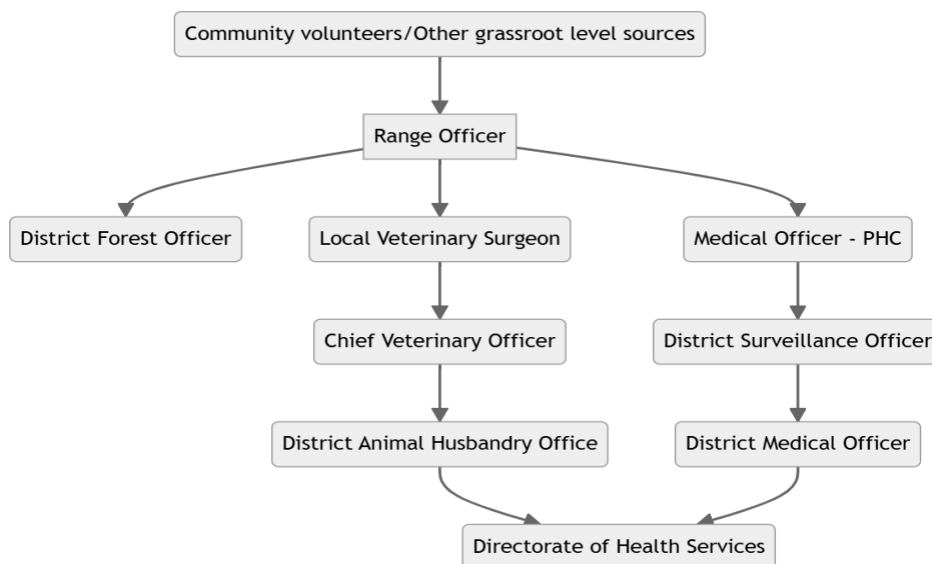 Community volunteers/Other grassroot level sources
Range Officer
District Forest Officer
Local Veterinary Surgeon
Medical Officer - PHC
Chief Veterinary Officer
District Surveillance Officer
District Animal Husbandry Office
District Medical Officer
Directorate of Health Services